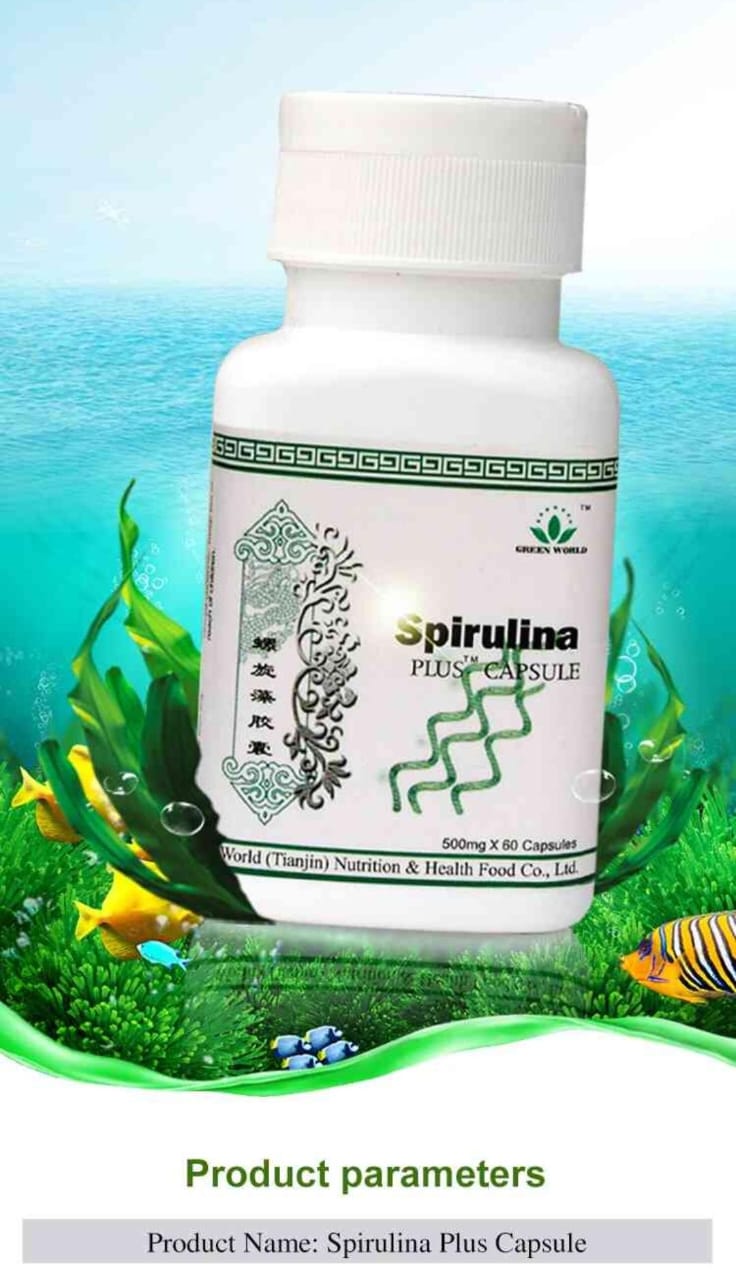 GREEN WORLD
TM
Spirulina
PLUS™ CAPSULE
螺旋藻胶囊
500mg X 60 Capsules
World (Tianjin) Nutrition & Health Food Co., Ltd.
Product parameters
Product Name: Spirulina Plus Capsule